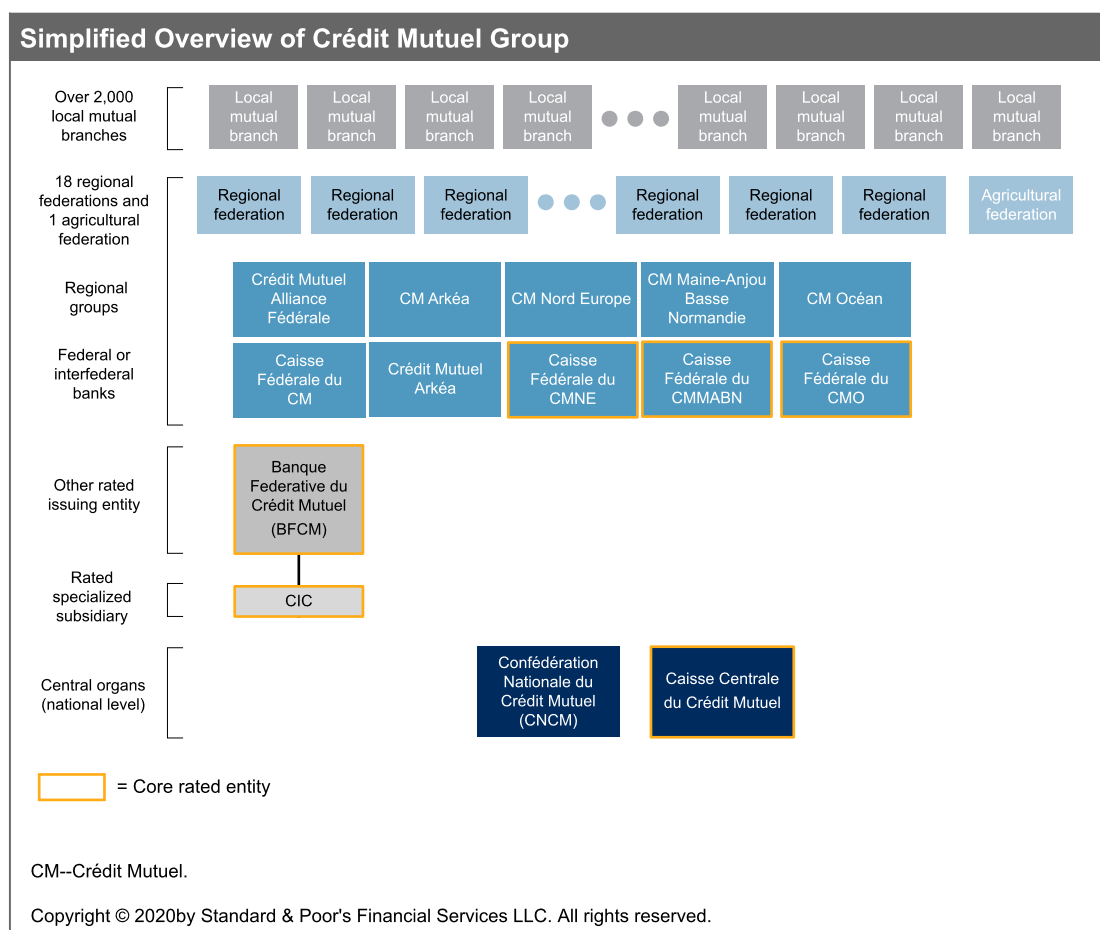 Simplified Overview of Crédit Mutuel Group
Over 2,000
local mutual
branches
Local
mutual
branch
Local
mutual
branch
Local
mutual
branch
Local
mutual
branch
Local
mutual
branch
Local
mutual
branch
Local
mutual
branch
Local
mutual
branch
18 regional
federations and
1 agricultural
federation
Regional
federation
Regional
federation
Regional
federation
Regional
federation
Regional
federation
Regional
federation
Agricultural
federation
Regional
groups
Crédit Mutuel
Alliance
Fédérale
CM Arkéa
CM Nord Europe
CM Maine-Anjou
Basse
Normandie
CM Océan
Federal or
interfederal
banks
Caisse
Fédérale du
CM
Crédit Mutuel
Arkéa
Caisse
Fédérale du
CMNE
Caisse
Fédérale du
CMMABN
Caisse
Fédérale du
CMO
Other rated
issuing entity
Banque
Federative du
Crédit Mutuel
(BFCM)
Rated
specialized
subsidiary
CIC
Central organs
(national level)
Confédération
Nationale du
Crédit Mutuel
(CNCM)
Caisse Centrale
du Crédit Mutuel
= Core rated entity
CM--Crédit Mutuel.
Copyright © 2020by Standard & Poor's Financial Services LLC. All rights reserved.